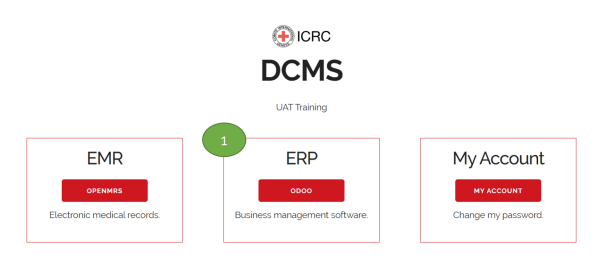 ICRC
DCMS
UAT Training
1
EMR
OPENMRS
Electronic medical records.
ERP
ODOO
Business management software.
My Account
MY ACCOUNT
Change my password.